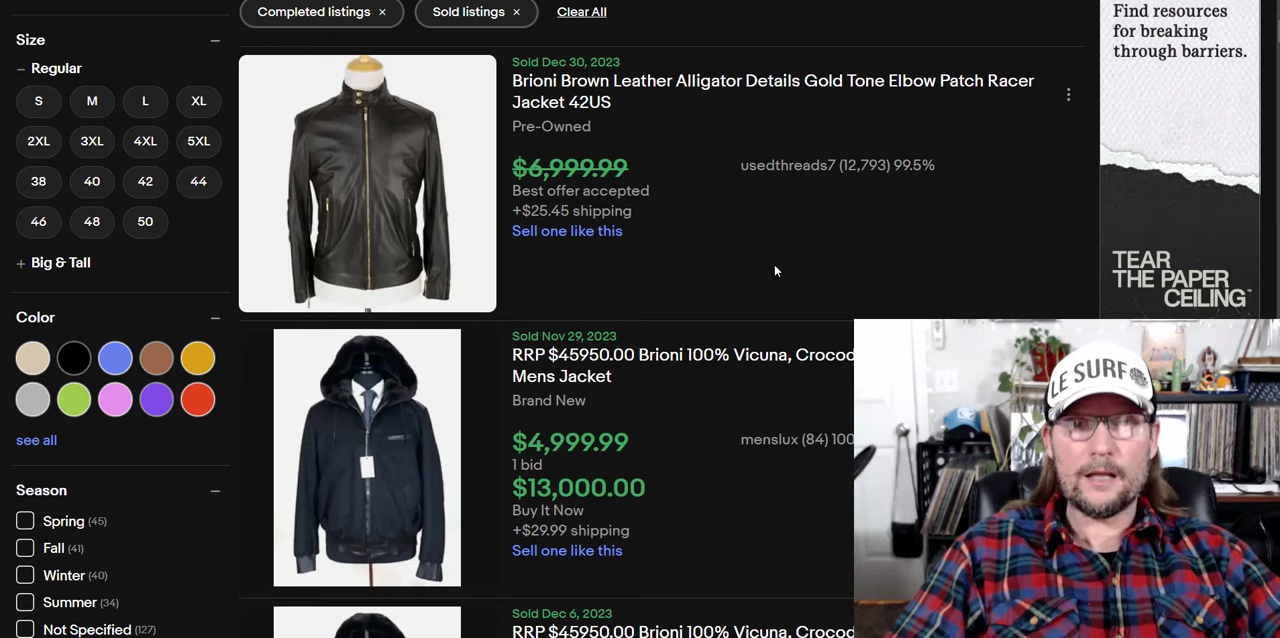 Completed listings ×
Sold listings ×
Clear All
Size
Regular
S M L XL
2XL 3XL 4XL 5XL
38 40 42 44
46 48 50
+ Big & Tall
Color
see all
Season
Spring (45)
Fall (41)
Winter (40)
Summer (34)
Not Specified (127)
Sold Dec 30, 2023
Brioni Brown Leather Alligator Details Gold Tone Elbow Patch Racer
Jacket 42US
Pre-Owned
$6,999.99
usedthreads7 (12,793) 99.5%
Best offer accepted
+$25.45 shipping
Sell one like this
Sold Nov 29, 2023
RRP $45950.00 Brioni 100% Vicuna, Crocod
Mens Jacket
Brand New
$4,999.99
menslux (84) 100
1 bid
$13,000.00
Buy It Now
+$29.99 shipping
Sell one like this
Sold Dec 6, 2023
RRP $45950.00 Brioni 100% Vicuna, Crocod
Find resources
for breaking
through barriers.
TEAR
THE PAPER
CEILING™
LE SURF